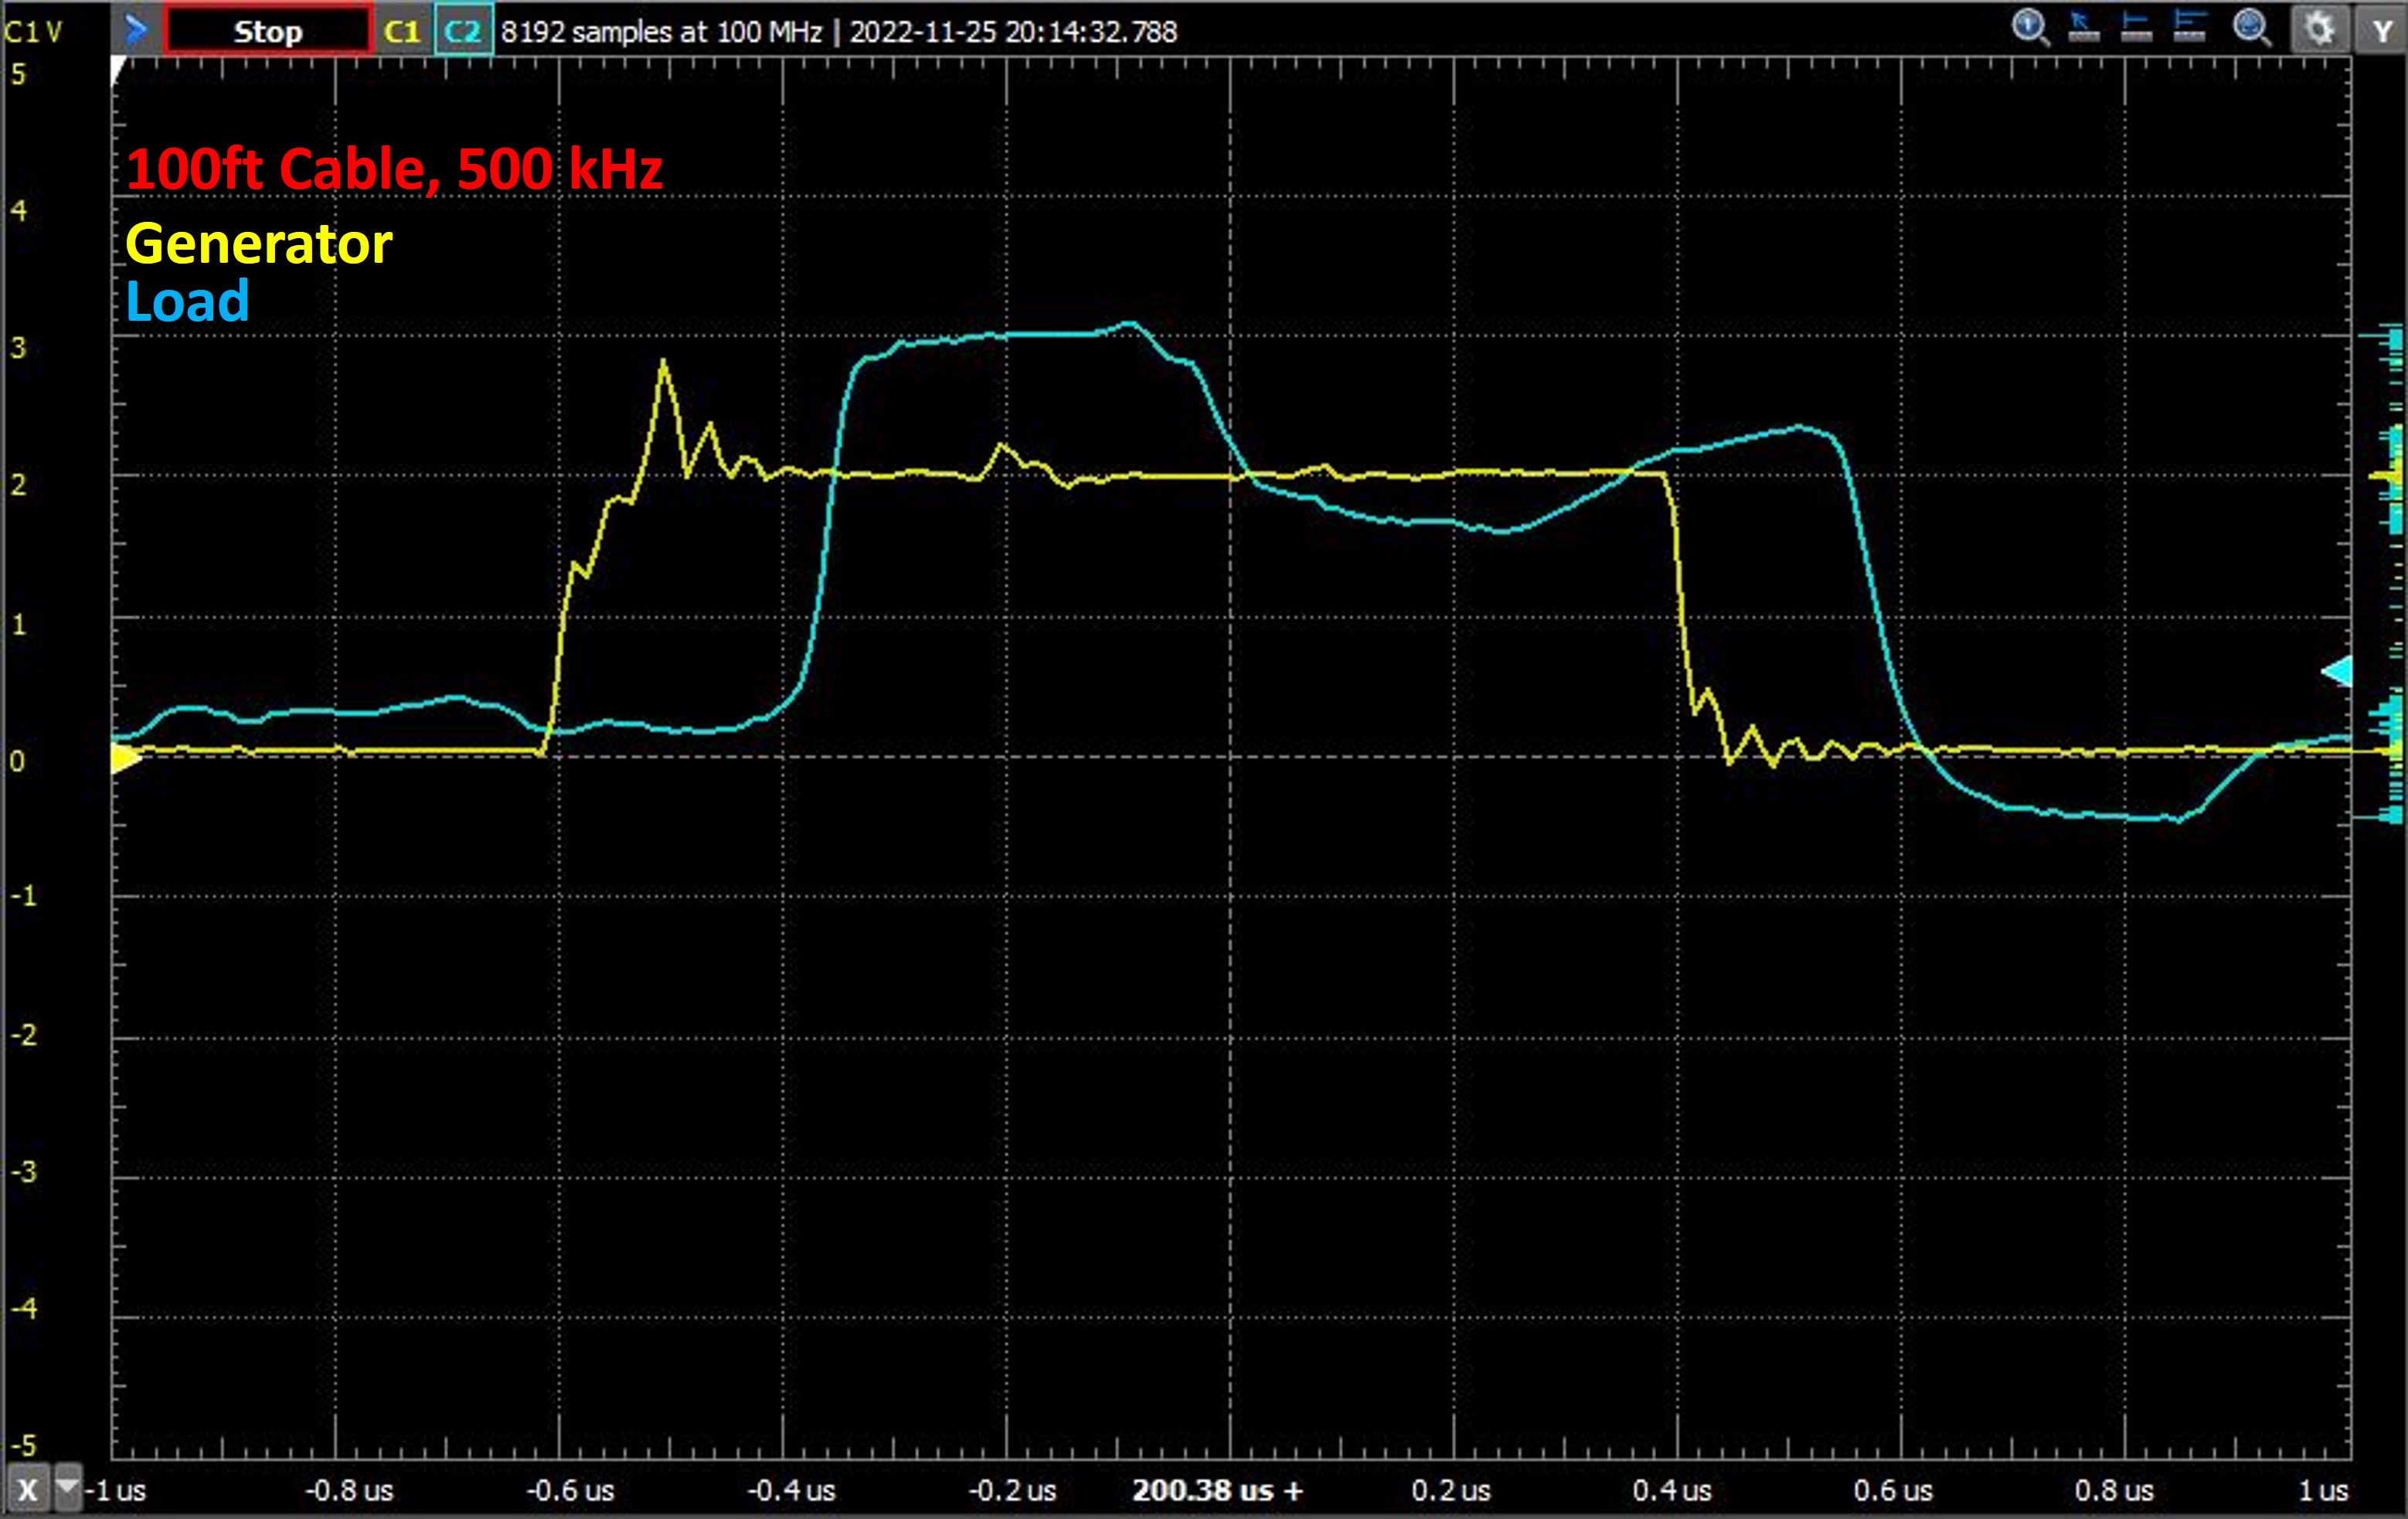 C1 V Stop C1 C2 8192 samples at 100 MHz | 2022-11-25 20:14:32.788 Y
5
100ft Cable, 500 kHz
4
Generator
Load
3
2
1
0
-1
-2
-3
-4
-5
X -1 us -0.8 us -0.6 us -0.4 us -0.2 us 200.38 us + 0.2 us 0.4 us 0.6 us 0.8 us 1 us